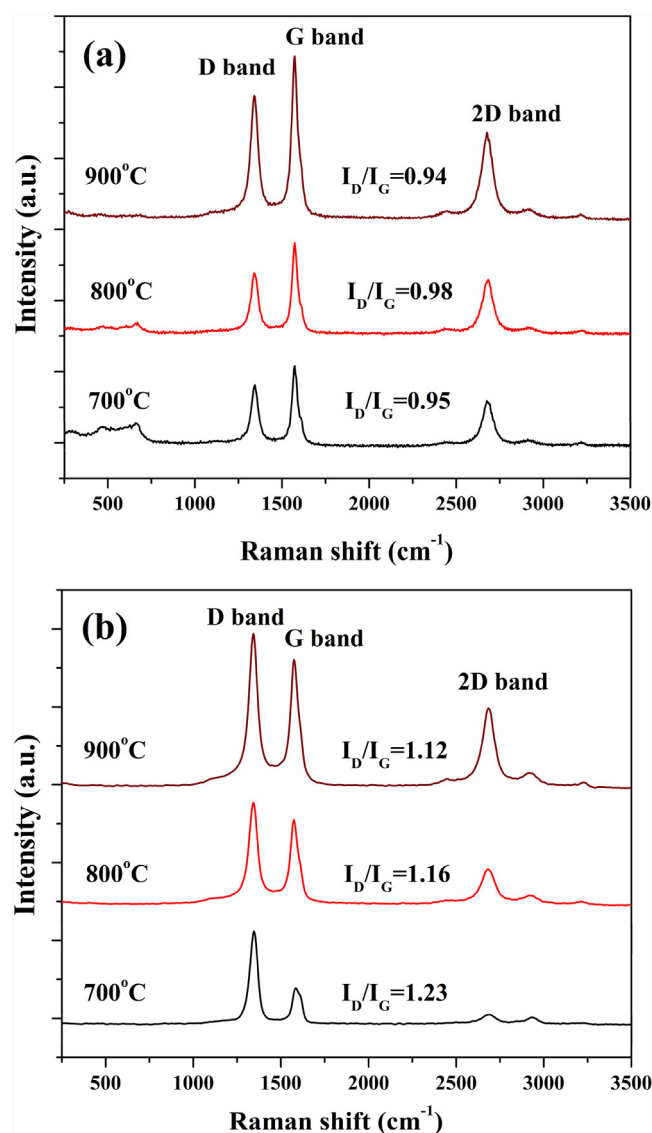 (a)
G band
D band
2D band
900°C
I_D/I_G=0.94
800°C
I_D/I_G=0.98
700°C
I_D/I_G=0.95
Intensity (a.u.)
500 1000 1500 2000 2500 3000 3500
Raman shift (cm⁻¹)
(b)
D band
G band
2D band
900°C
I_D/I_G=1.12
800°C
I_D/I_G=1.16
700°C
I_D/I_G=1.23
Intensity (a.u.)
500 1000 1500 2000 2500 3000 3500
Raman shift (cm⁻¹)